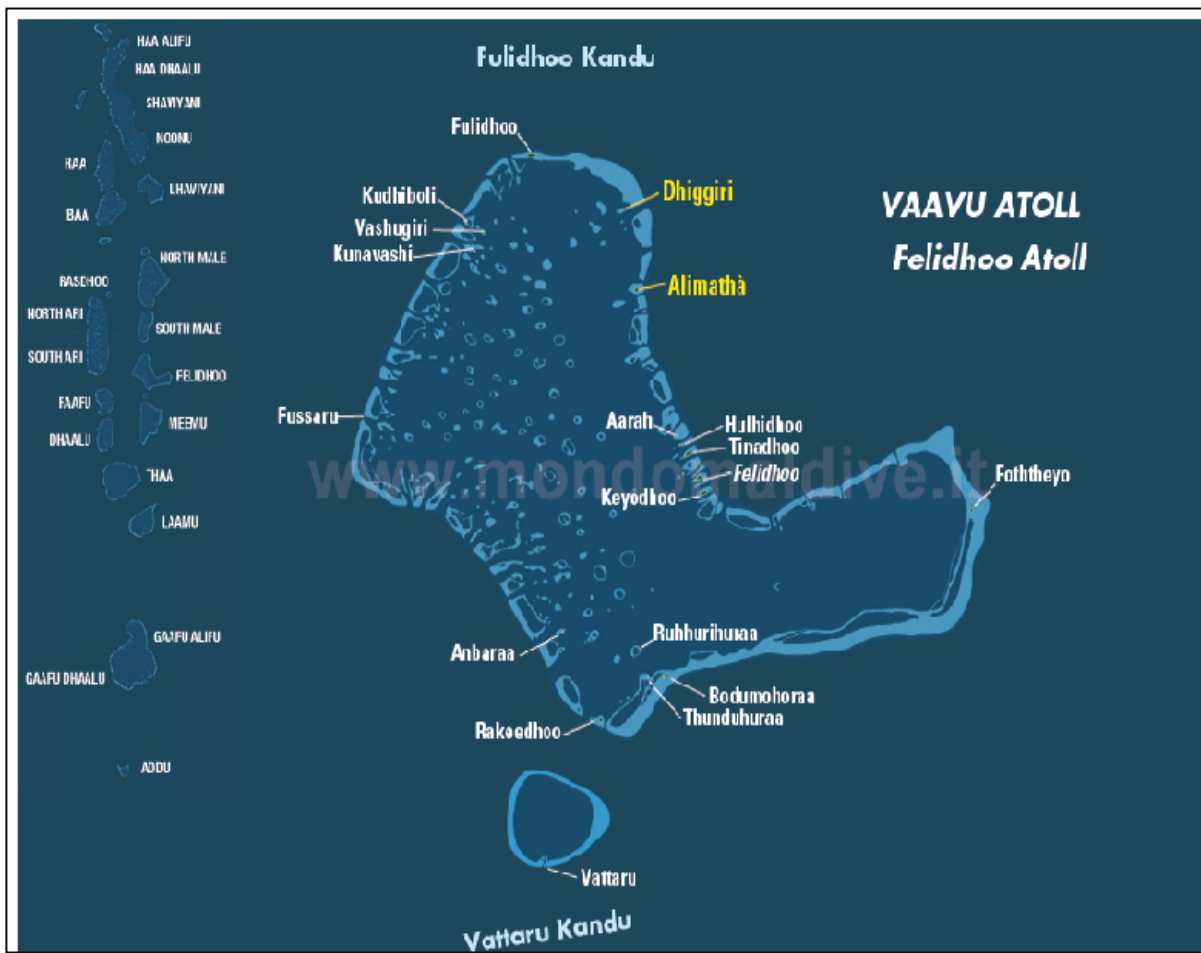 HAA ALIFU
HAA DHAALU
SHAVIYANI
NOONU
RAA
LHAVIYANI
BAA
NORTH MALE
RASDHOO
NORTH ARI
SOUTH MALE
SOUTH ARI
FELIDHOO
FAAFU
MEEMU
DHAALU
THAA
LAAMU
GAAFU ALIFU
GAAFU DHAALU
ADDU
Fulidhoo Kandu
Fulidhoo
Kudhiboli
Vashugiri
Kunavashi
Dhiggiri
VAAVU ATOLL
Felidhoo Atoll
Alimathà
Fussaru
Aarah
Hulhidhoo
Tinadhoo
Felidhoo
Keyodhoo
www.mondomaldive.it
Foththeyo
Anbaraa
Ruhhurihuraa
Bodumohoraa
Thunduhuraa
Rakeedhoo
Vattaru
Vattaru Kandu